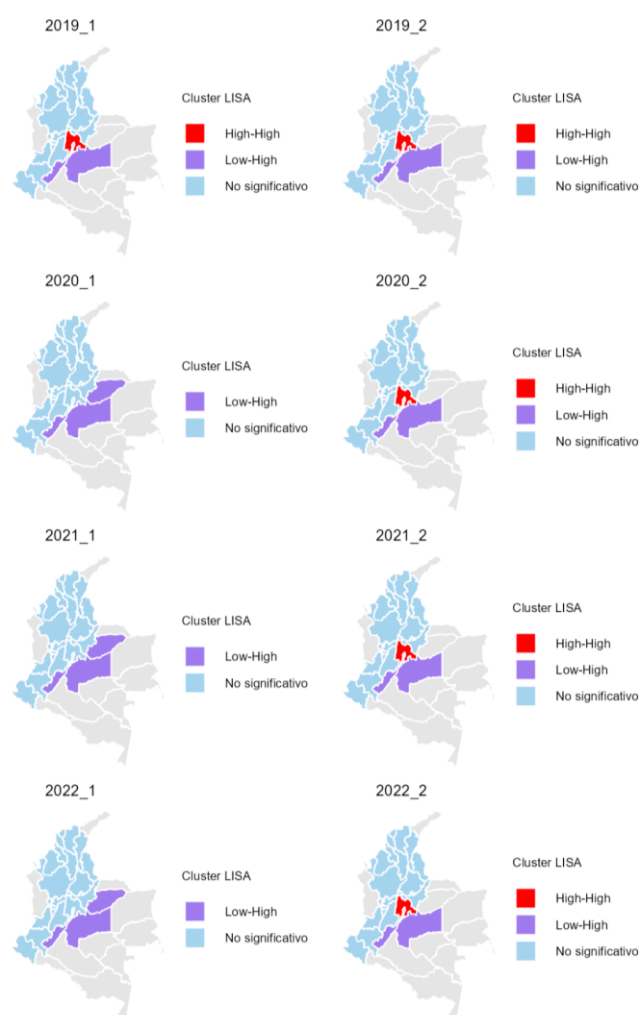 2019_1
Cluster LISA
High-High
Low-High
No significativo
2019_2
Cluster LISA
High-High
Low-High
No significativo
2020_1
Cluster LISA
Low-High
No significativo
2020_2
Cluster LISA
High-High
Low-High
No significativo
2021_1
Cluster LISA
Low-High
No significativo
2021_2
Cluster LISA
High-High
Low-High
No significativo
2022_1
Cluster LISA
Low-High
No significativo
2022_2
Cluster LISA
High-High
Low-High
No significativo